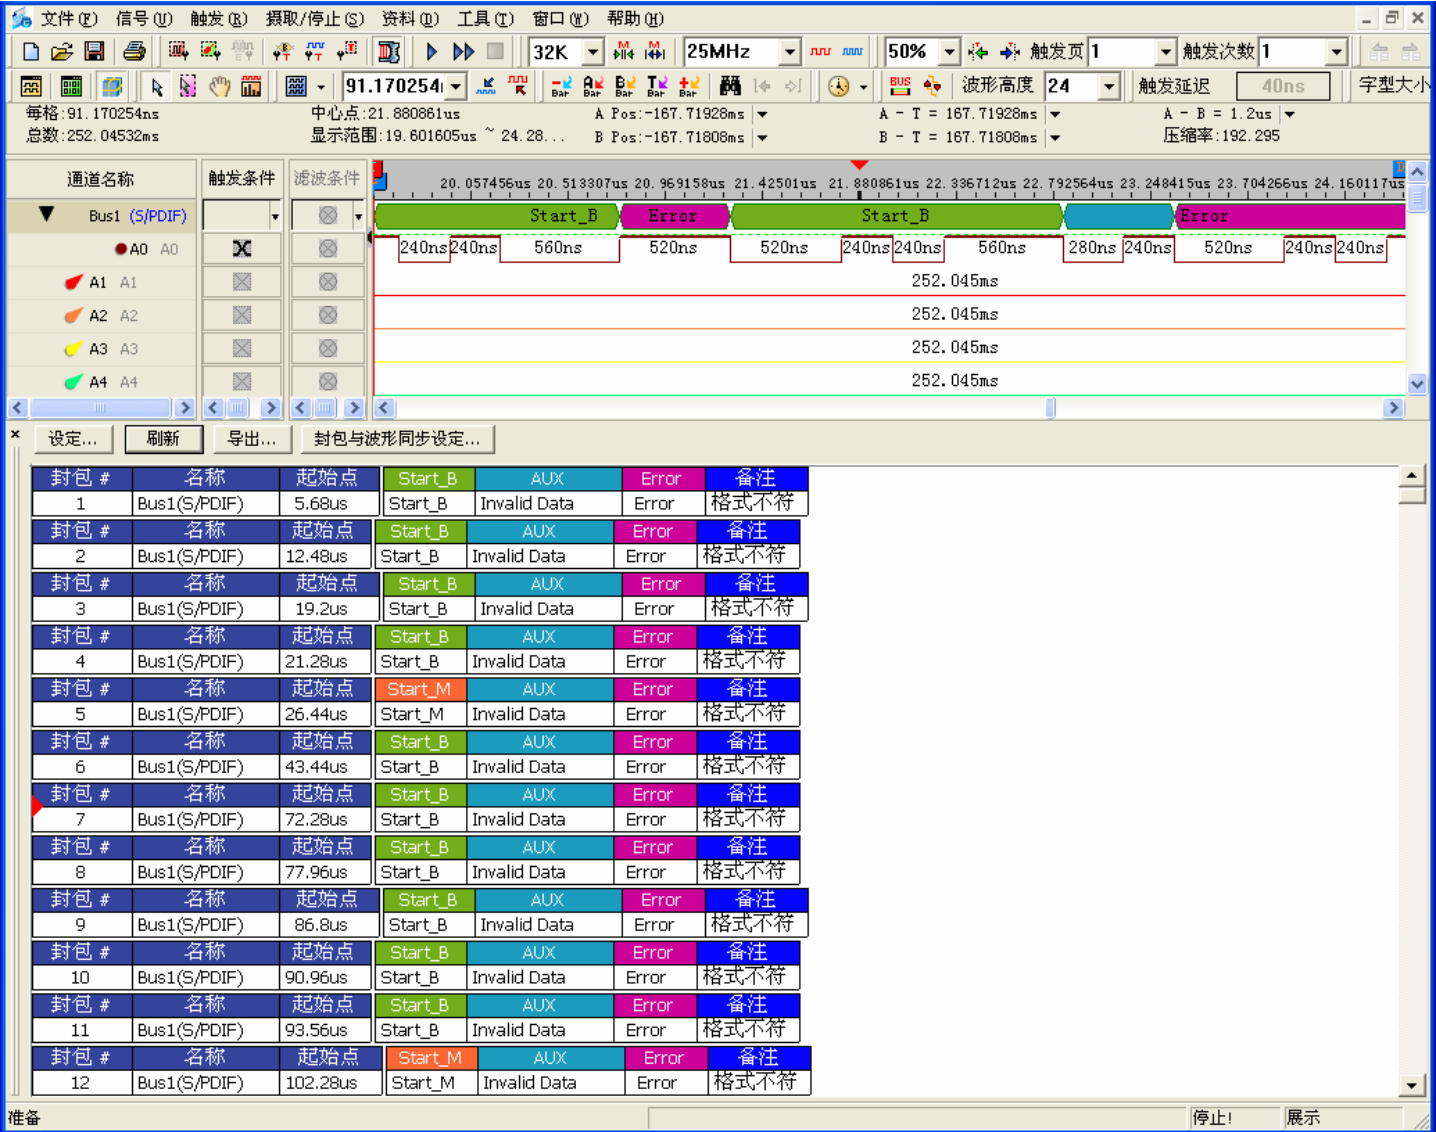 文件(F) 信号(U) 触发(R) 摄取/停止(S) 资料(D) 工具(T) 窗口(W) 帮助(H)
32K 25MHz 50% 触发页 1 触发次数 1
91.170254 波形高度 24 触发延迟 40ns 字型大小
每格:91.170254ns 中心点:21.880861us A Pos:-167.71928ms A - T = 167.71928ms A - B = 1.2us
总数:252.04532ms 显示范围:19.601605us ~ 24.28... B Pos:-167.71808ms B - T = 167.71808ms 压缩率:192.295
通道名称 触发条件 滤波条件 20.057456us 20.513307us 20.969158us 21.42501us 21.880861us 22.336712us 22.792564us 23.248415us 23.704266us 24.160117us
Bus1 (S/PDIF) Start_B Error Start_B Error
A0 A0 240ns 240ns 560ns 520ns 520ns 240ns 240ns 560ns 280ns 240ns 520ns 240ns 240ns
A1 A1 252.045ms
A2 A2 252.045ms
A3 A3 252.045ms
A4 A4 252.045ms
设定... 刷新 导出... 封包与波形同步设定...
封包 # 名称 起始点 Start_B AUX Error 备注
1 Bus1(S/PDIF) 5.68us Start_B Invalid Data Error 格式不符
封包 # 名称 起始点 Start_B AUX Error 备注
2 Bus1(S/PDIF) 12.48us Start_B Invalid Data Error 格式不符
封包 # 名称 起始点 Start_B AUX Error 备注
3 Bus1(S/PDIF) 19.2us Start_B Invalid Data Error 格式不符
封包 # 名称 起始点 Start_B AUX Error 备注
4 Bus1(S/PDIF) 21.28us Start_B Invalid Data Error 格式不符
封包 # 名称 起始点 Start_M AUX Error 备注
5 Bus1(S/PDIF) 26.44us Start_M Invalid Data Error 格式不符
封包 # 名称 起始点 Start_B AUX Error 备注
6 Bus1(S/PDIF) 43.44us Start_B Invalid Data Error 格式不符
封包 # 名称 起始点 Start_B AUX Error 备注
7 Bus1(S/PDIF) 72.28us Start_B Invalid Data Error 格式不符
封包 # 名称 起始点 Start_B AUX Error 备注
8 Bus1(S/PDIF) 77.96us Start_B Invalid Data Error 格式不符
封包 # 名称 起始点 Start_B AUX Error 备注
9 Bus1(S/PDIF) 86.8us Start_B Invalid Data Error 格式不符
封包 # 名称 起始点 Start_B AUX Error 备注
10 Bus1(S/PDIF) 90.96us Start_B Invalid Data Error 格式不符
封包 # 名称 起始点 Start_B AUX Error 备注
11 Bus1(S/PDIF) 93.56us Start_B Invalid Data Error 格式不符
封包 # 名称 起始点 Start_M AUX Error 备注
12 Bus1(S/PDIF) 102.28us Start_M Invalid Data Error 格式不符
准备 停止! 展示